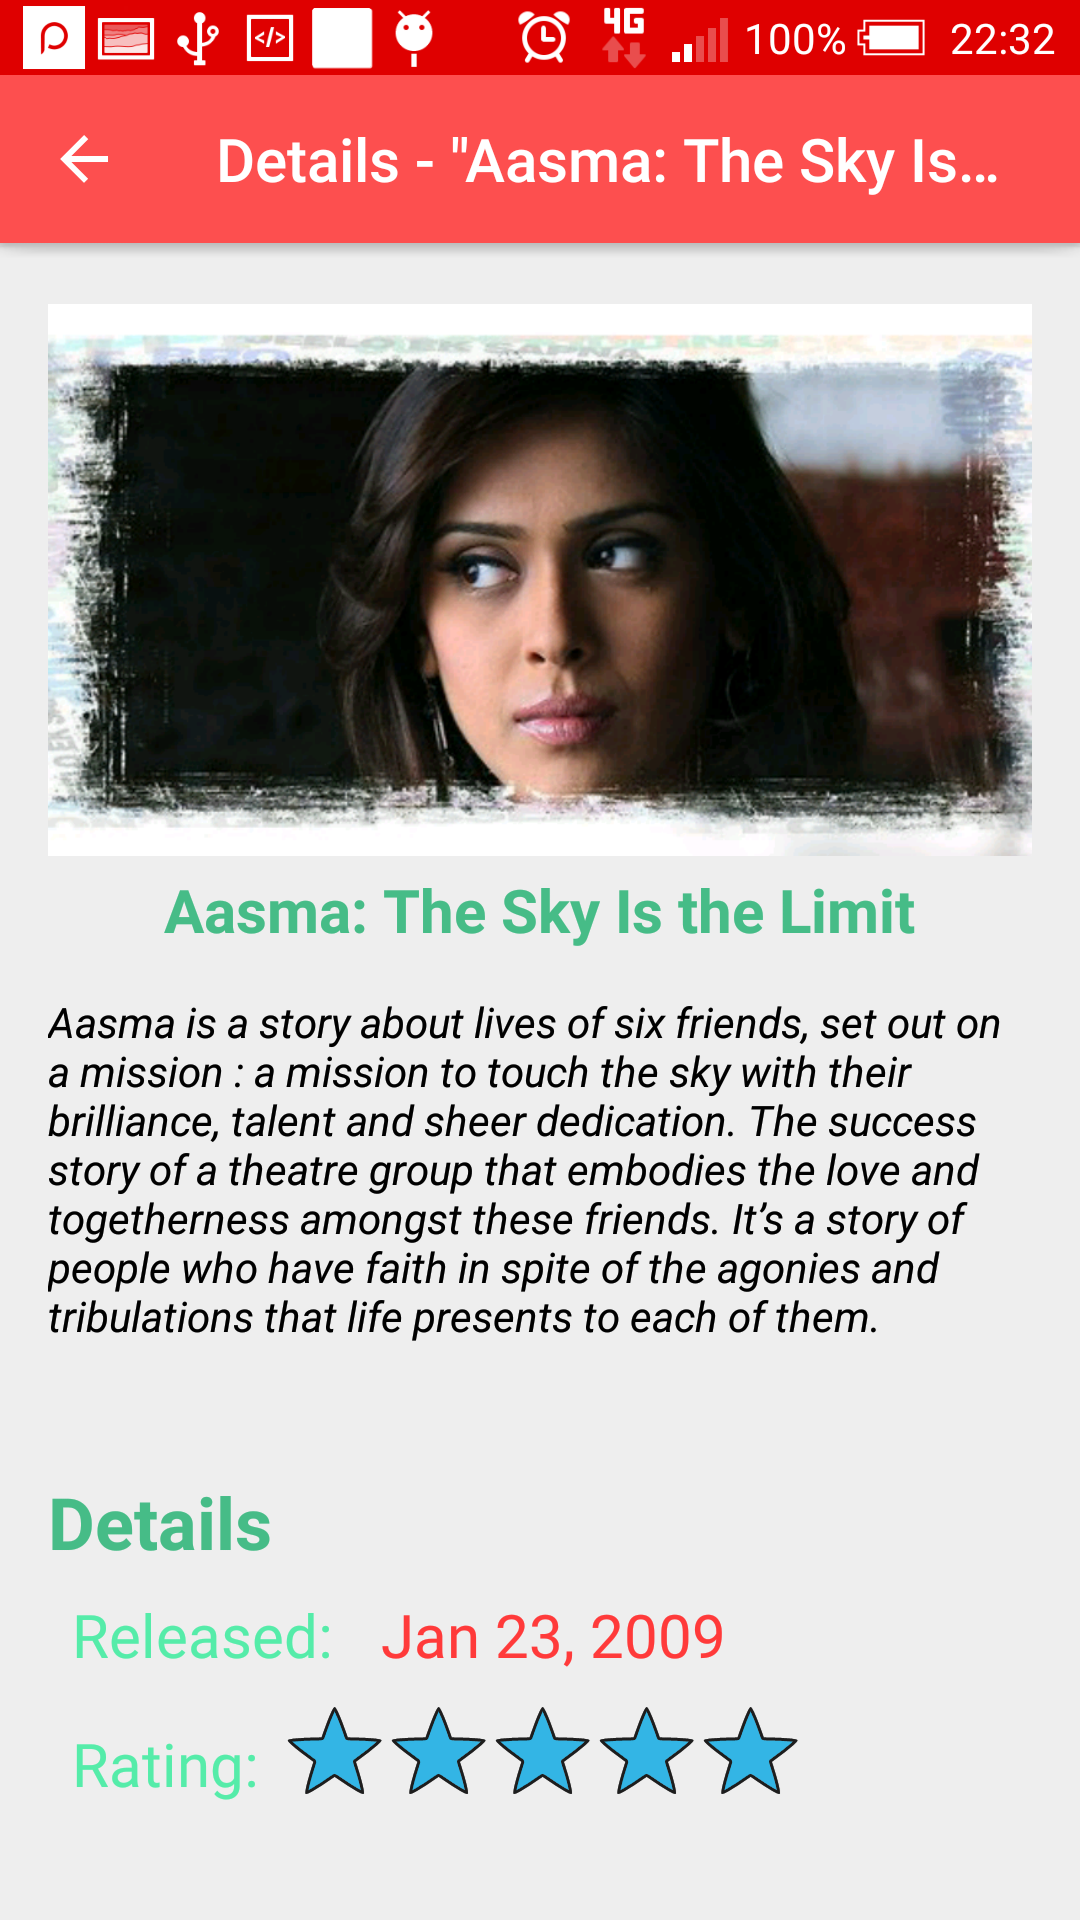 4G 100% 22:32
Details - "Aasma: The Sky Is...
Aasma: The Sky Is the Limit
Aasma is a story about lives of six friends, set out on
a mission : a mission to touch the sky with their
brilliance, talent and sheer dedication. The success
story of a theatre group that embodies the love and
togetherness amongst these friends. It’s a story of
people who have faith in spite of the agonies and
tribulations that life presents to each of them.
Details
Released: Jan 23, 2009
Rating: